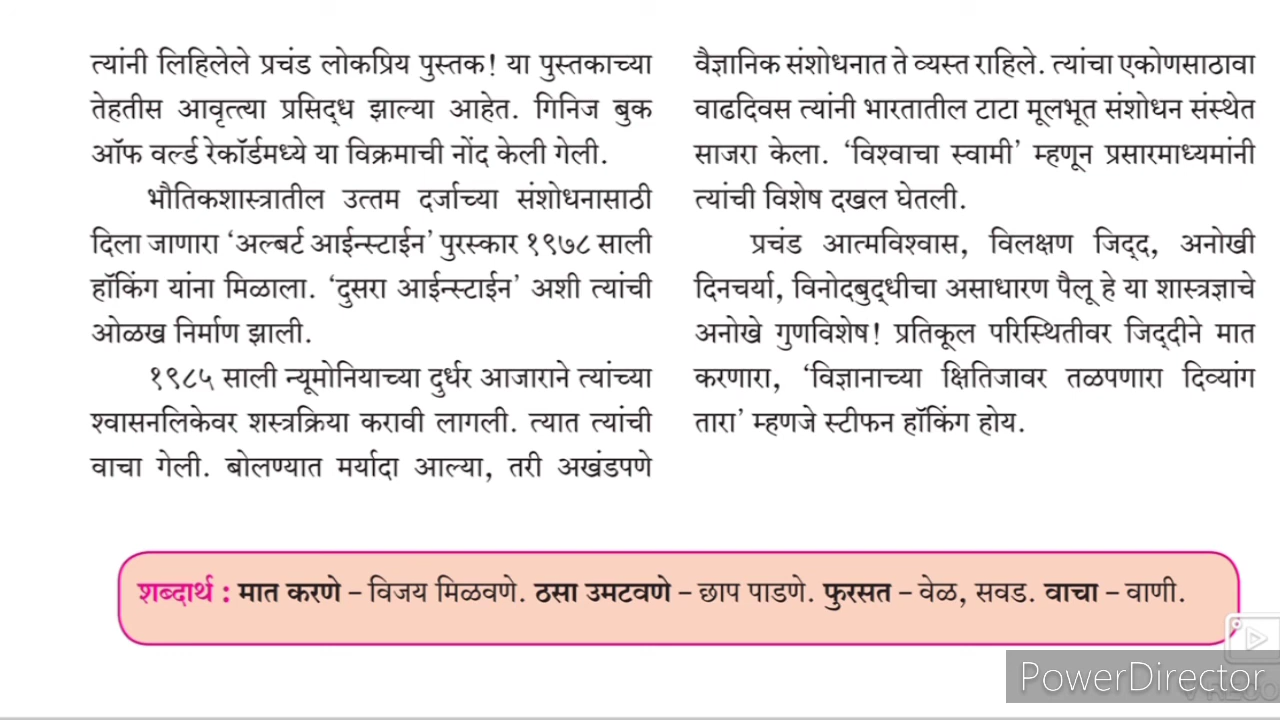 त्यांनी लिहिलेले प्रचंड लोकप्रिय पुस्तक! या पुस्तकाच्या
तेहतीस आवृत्त्या प्रसिद्ध झाल्या आहेत. गिनिज बुक
ऑफ वर्ल्ड रेकॉर्डमध्ये या विक्रमाची नोंद केली गेली.
भौतिकशास्त्रातील उत्तम दर्जाच्या संशोधनासाठी
दिला जाणारा ‘अल्बर्ट आईन्स्टाईन’ पुरस्कार १९७८ साली
हॉकिंग यांना मिळाला. ‘दुसरा आईन्स्टाईन’ अशी त्यांची
ओळख निर्माण झाली.
१९८५ साली न्यूमोनियाच्या दुर्धर आजाराने त्यांच्या
श्वासनलिकेवर शस्त्रक्रिया करावी लागली. त्यात त्यांची
वाचा गेली. बोलण्यात मर्यादा आल्या, तरी अखंडपणे
वैज्ञानिक संशोधनात ते व्यस्त राहिले. त्यांचा एकोणसाठावा
वाढदिवस त्यांनी भारतातील टाटा मूलभूत संशोधन संस्थेत
साजरा केला. ‘विश्वाचा स्वामी’ म्हणून प्रसारमाध्यमांनी
त्यांची विशेष दखल घेतली.
प्रचंड आत्मविश्वास, विलक्षण जिद्द, अनोखी
दिनचर्या, विनोदबुद्धीचा असाधारण पैलू हे या शास्त्रज्ञाचे
अनोखे गुणविशेष! प्रतिकूल परिस्थितीवर जिद्दीने मात
करणारा, ‘विज्ञानाच्या क्षितिजावर तळपणारा दिव्यांग
तारा’ म्हणजे स्टीफन हॉकिंग होय.
शब्दार्थ : मात करणे – विजय मिळवणे. ठसा उमटवणे – छाप पाडणे. फुरसत – वेळ, सवड. वाचा – वाणी.
PowerDirector